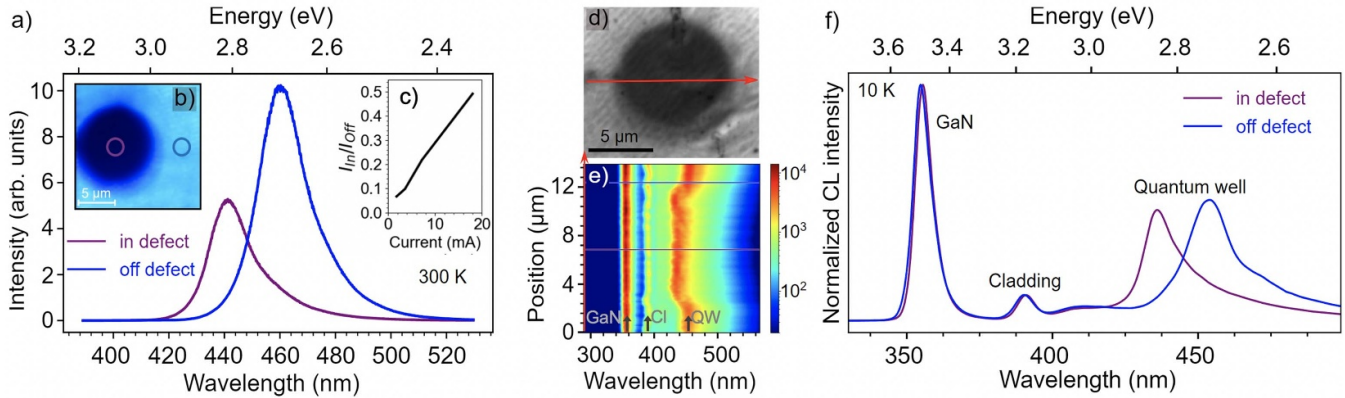 a)
Energy (eV)
3.2 3.0 2.8 2.6 2.4
Intensity (arb. units)
10
8
6
4
2
0
b)
5 µm
c)
I_In/I_Off
0.5
0.4
0.3
0.2
0.1
0.0
0 10 20
Current (mA)
in defect
off defect
300 K
400 420 440 460 480 500 520
Wavelength (nm)
d)
5 µm
e)
Position (µm)
12
8
4
0
GaN Cl QW
10^4
10^3
10^2
300 400 500
Wavelength (nm)
f)
Energy (eV)
3.6 3.4 3.2 3.0 2.8 2.6
Normalized CL intensity
10 K
GaN
in defect
off defect
Quantum well
Cladding
350 400 450
Wavelength (nm)